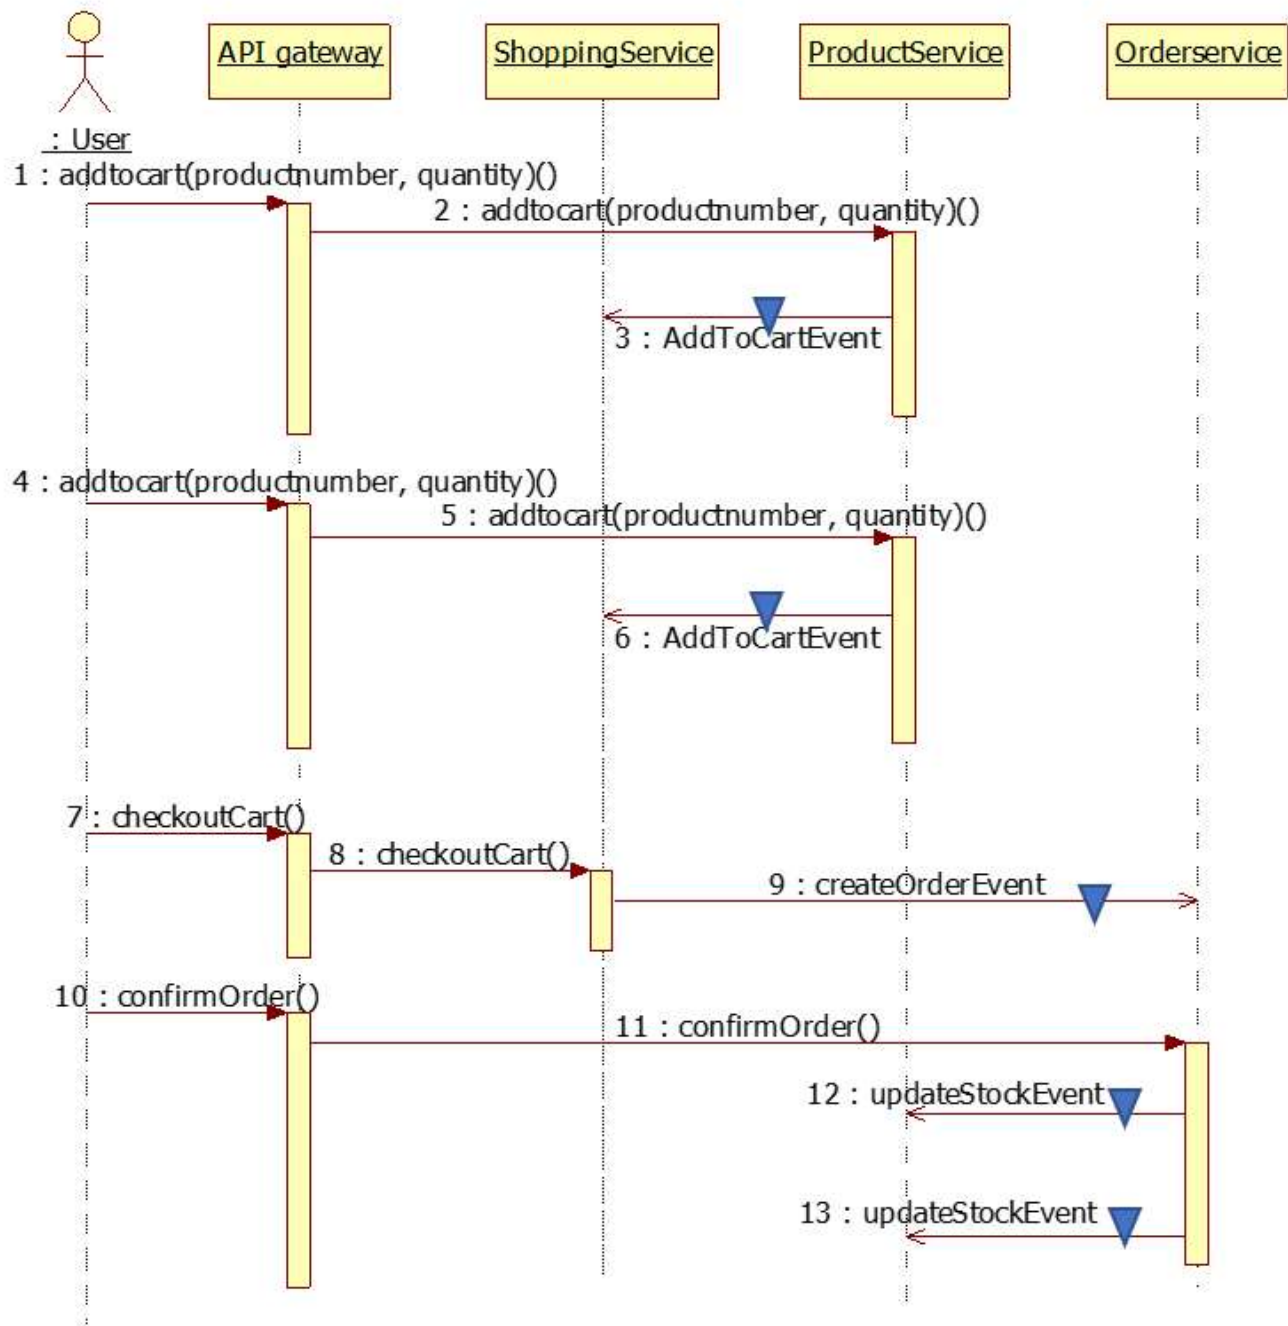 API gateway
ShoppingService
ProductService
Orderservice
: User
1 : addtocart(productnumber, quantity)()
2 : addtocart(productnumber, quantity)()
3 : AddToCartEvent
4 : addtocart(productnumber, quantity)()
5 : addtocart(productnumber, quantity)()
6 : AddToCartEvent
7 : checkoutCart()
8 : checkoutCart()
9 : createOrderEvent
10 : confirmOrder()
11 : confirmOrder()
12 : updateStockEvent
13 : updateStockEvent